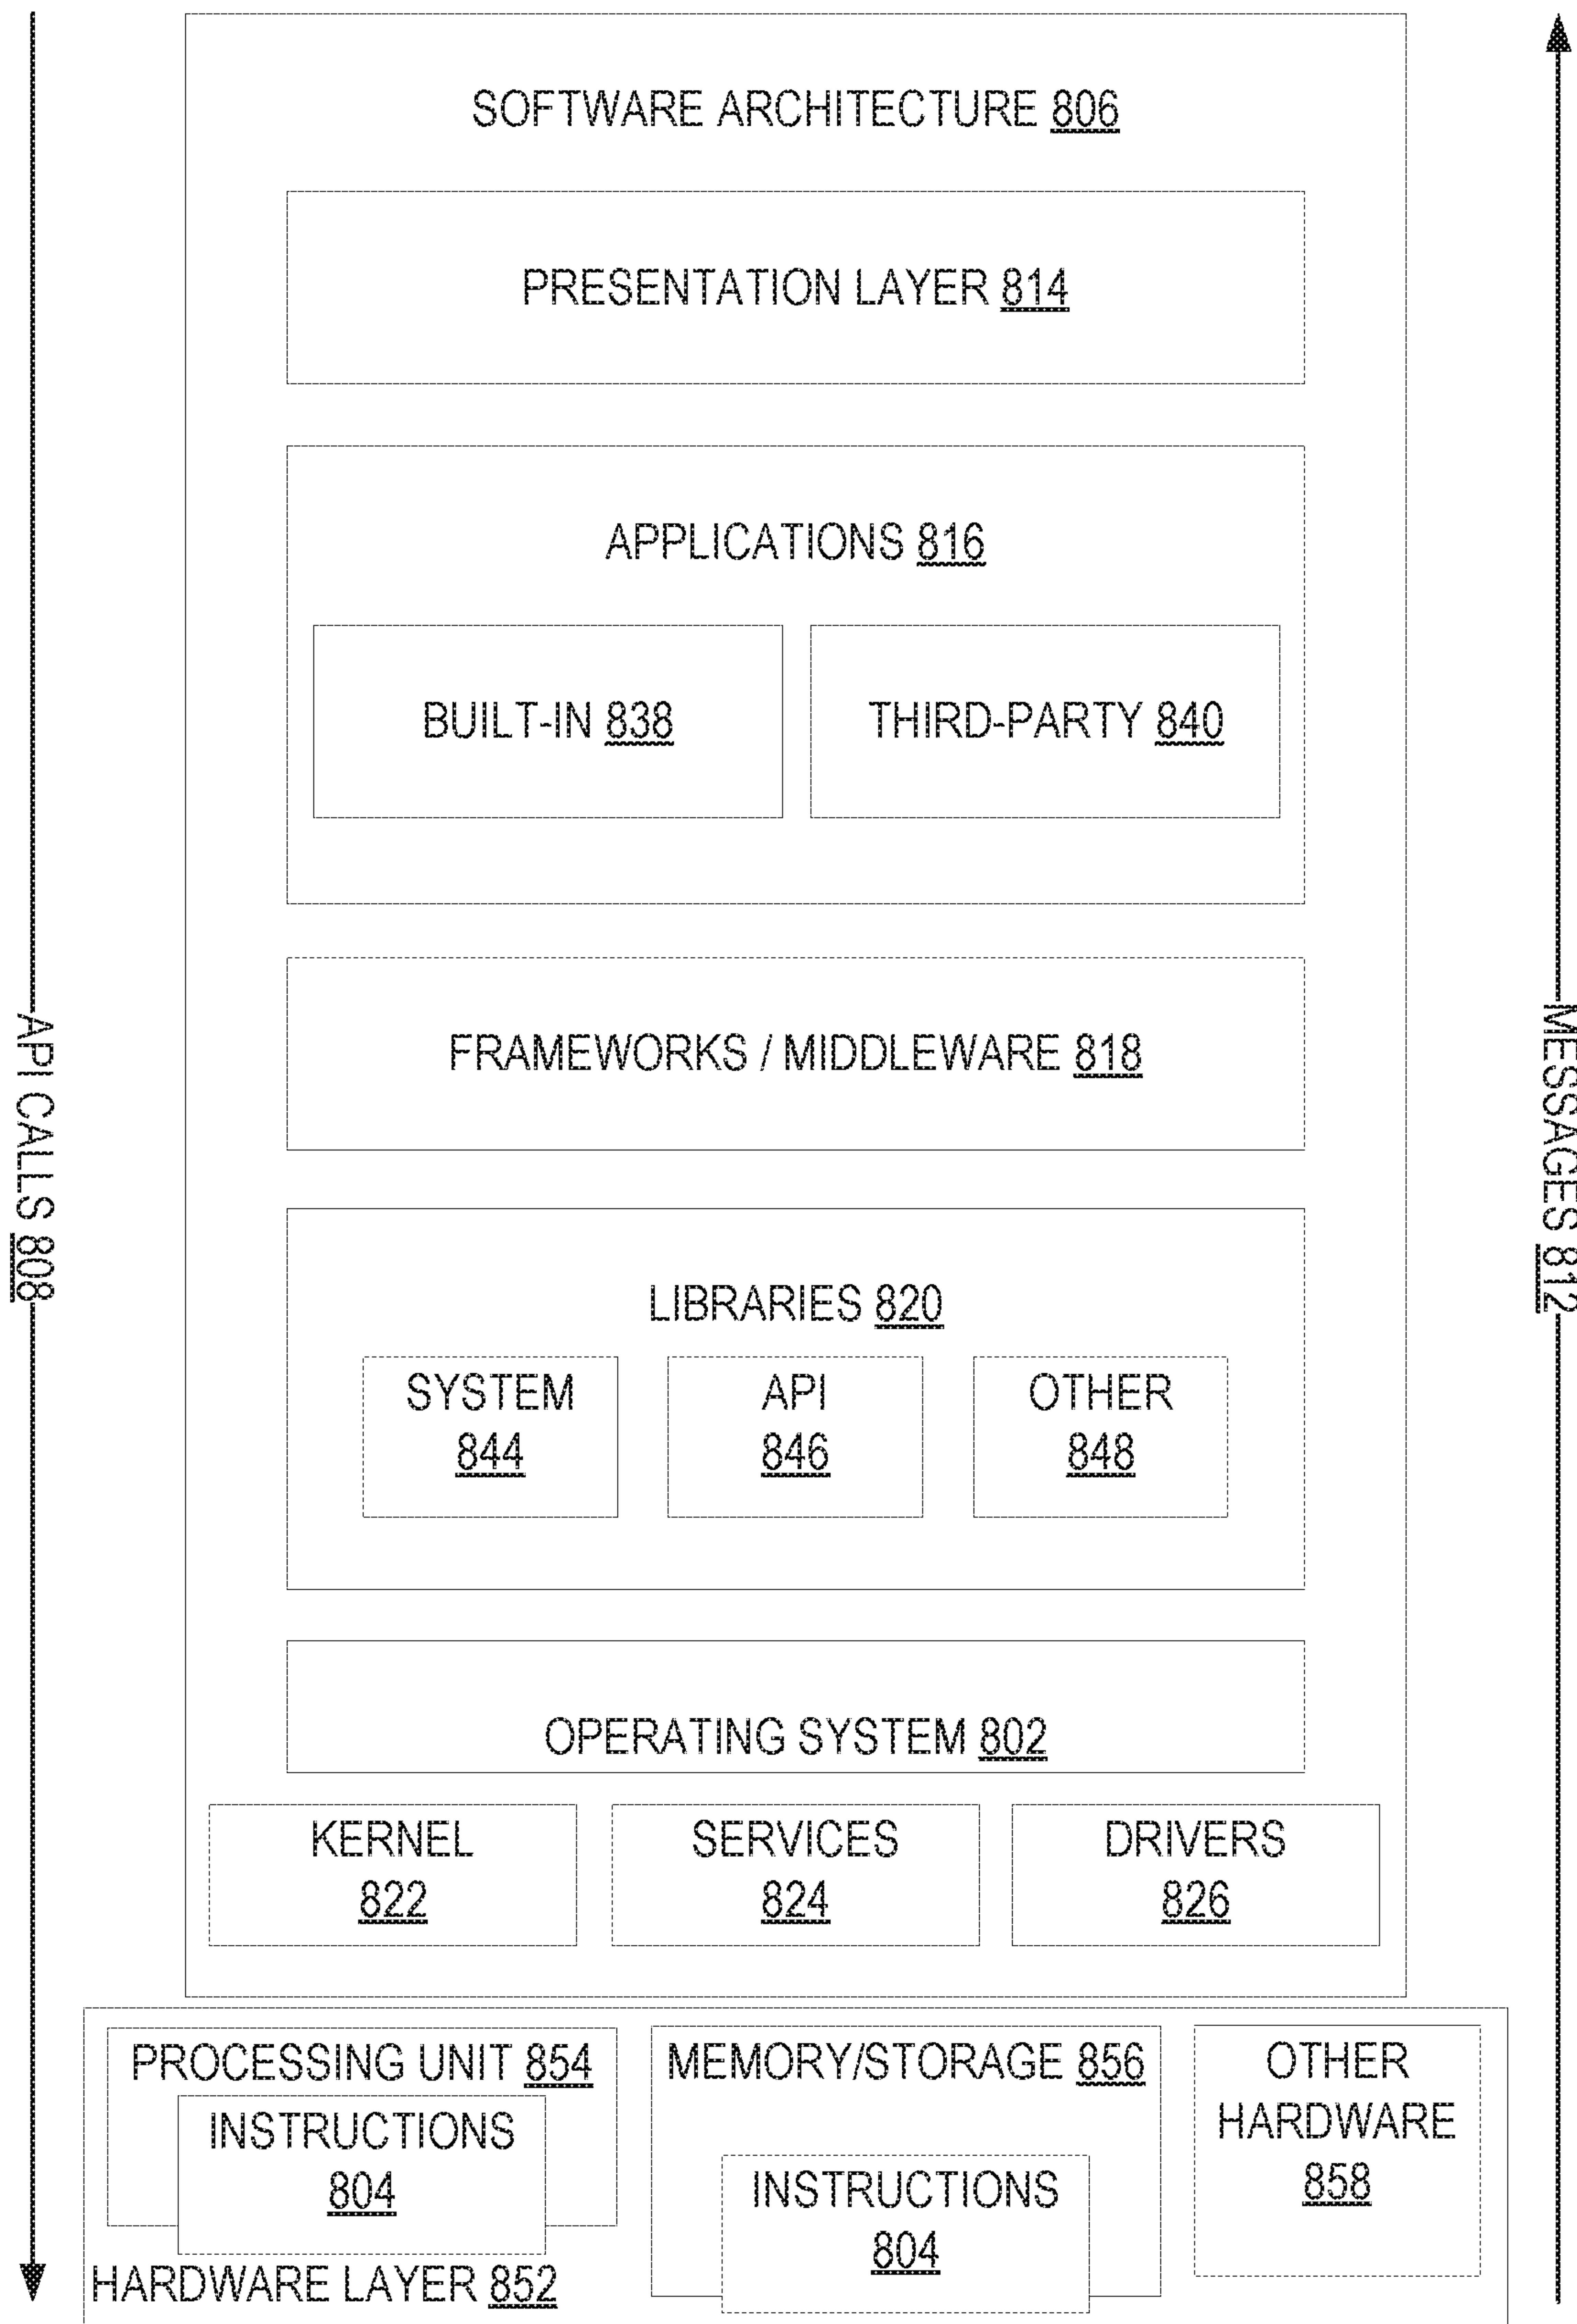 SOFTWARE ARCHITECTURE 806
PRESENTATION LAYER 814
APPLICATIONS 816
BUILT-IN 838
THIRD-PARTY 840
FRAMEWORKS / MIDDLEWARE 818
LIBRARIES 820
SYSTEM
844
API
846
OTHER
848
OPERATING SYSTEM 802
KERNEL
822
SERVICES
824
DRIVERS
826
PROCESSING UNIT 854
INSTRUCTIONS
804
MEMORY/STORAGE 856
INSTRUCTIONS
804
OTHER
HARDWARE
858
HARDWARE LAYER 852
API CALLS 808
MESSAGES 812